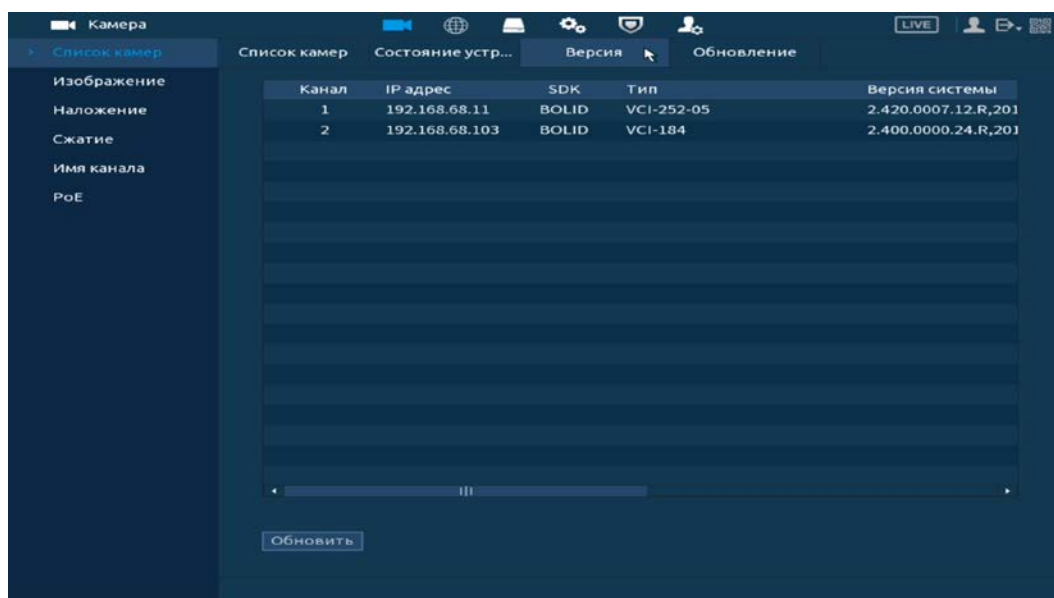 Камера LIVE
Список камер Список камер Состояние устр... Версия Обновление
Изображение
Наложение
Сжатие
Имя канала
PoE
Канал IP адрес SDK Тип Версия системы
1 192.168.68.11 BOLID VCI-252-05 2.420.0007.12.R,201
2 192.168.68.103 BOLID VCI-184 2.400.0000.24.R,201
Обновить